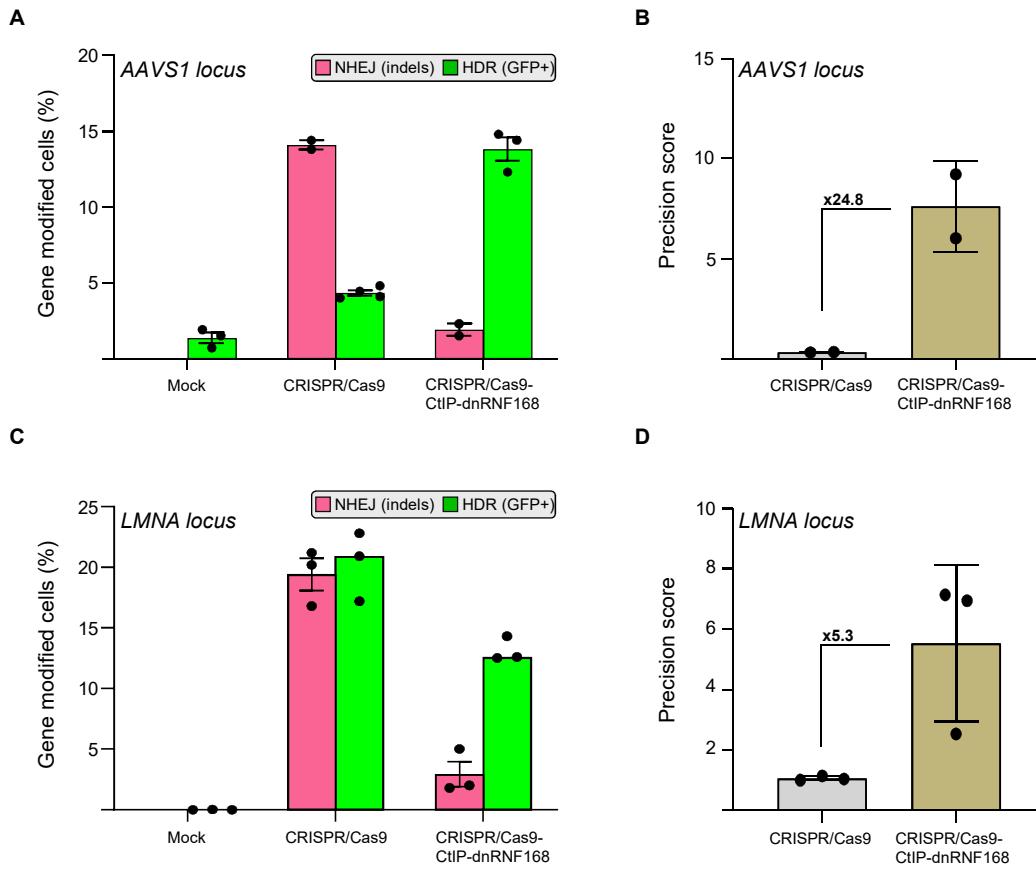 A
AAVS1 locus
NHEJ (indels) HDR (GFP+)
Gene modified cells (%)
20
15
10
5
Mock
CRISPR/Cas9
CRISPR/Cas9-
CtIP-dnRNF168
B
AAVS1 locus
Precision score
15
10
5
x24.8
CRISPR/Cas9
CRISPR/Cas9-
CtIP-dnRNF168
C
LMNA locus
NHEJ (indels) HDR (GFP+)
Gene modified cells (%)
25
20
15
10
5
Mock
CRISPR/Cas9
CRISPR/Cas9-
CtIP-dnRNF168
D
LMNA locus
Precision score
10
8
6
4
2
x5.3
CRISPR/Cas9
CRISPR/Cas9-
CtIP-dnRNF168